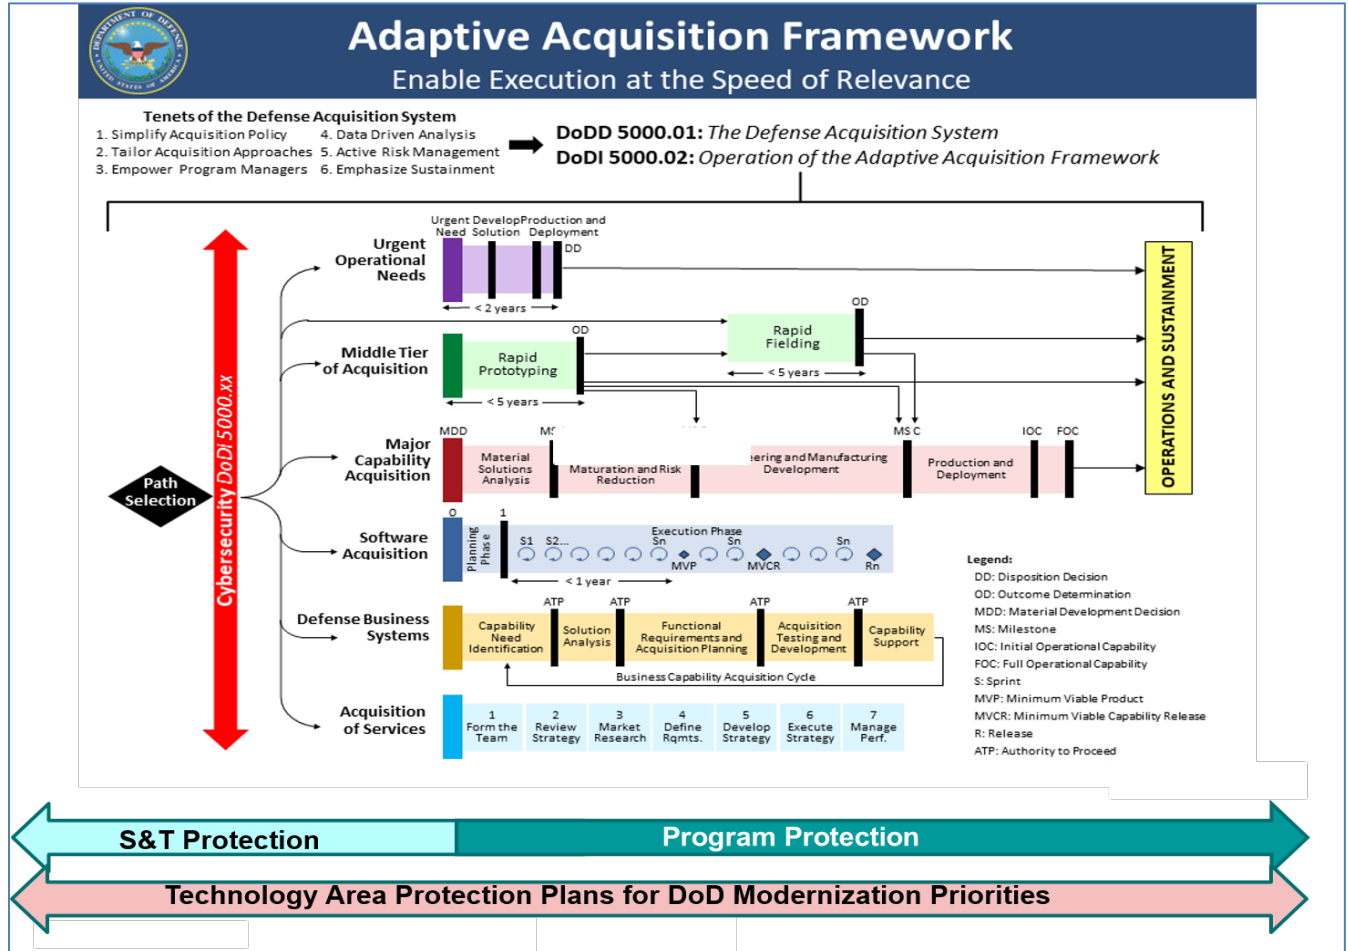 Adaptive Acquisition Framework
Enable Execution at the Speed of Relevance
DEPARTMENT OF DEFENSE
UNITED STATES OF AMERICA
Tenets of the Defense Acquisition System
1. Simplify Acquisition Policy
2. Tailor Acquisition Approaches
3. Empower Program Managers
4. Data Driven Analysis
5. Active Risk Management
6. Emphasize Sustainment
DoDD 5000.01: The Defense Acquisition System
DoDI 5000.02: Operation of the Adaptive Acquisition Framework
Path
Selection
Cybersecurity DoDI 5000.xx
Urgent
Operational
Needs
Urgent
Need
Develop
Solution
Production and
Deployment
DD
< 2 years
Middle Tier
of Acquisition
Rapid
Prototyping
OD
< 5 years
Rapid
Fielding
OD
< 5 years
Major
Capability
Acquisition
MDD
Material
Solutions
Analysis
Maturation and Risk
Reduction
eering and Manufacturing
Development
MS C
Production and
Deployment
IOC
FOC
OPERATIONS AND SUSTAINMENT
Software
Acquisition
0
Planning
Phase
1
Execution Phase
S1
S2...
Sn
MVP
Sn
MVCR
Sn
Rn
< 1 year
Defense Business
Systems
Capability
Need
Identification
ATP
Solution
Analysis
ATP
Functional
Requirements and
Acquisition Planning
ATP
Acquisition
Testing and
Development
ATP
Capability
Support
Business Capability Acquisition Cycle
Acquisition
of Services
1
Form the
Team
2
Review
Strategy
3
Market
Research
4
Define
Rqmts.
5
Develop
Strategy
6
Execute
Strategy
7
Manage
Perf.
Legend:
DD: Disposition Decision
OD: Outcome Determination
MDD: Material Development Decision
MS: Milestone
IOC: Initial Operational Capability
FOC: Full Operational Capability
S: Sprint
MVP: Minimum Viable Product
MVCR: Minimum Viable Capability Release
R: Release
ATP: Authority to Proceed
S&T Protection
Program Protection
Technology Area Protection Plans for DoD Modernization Priorities